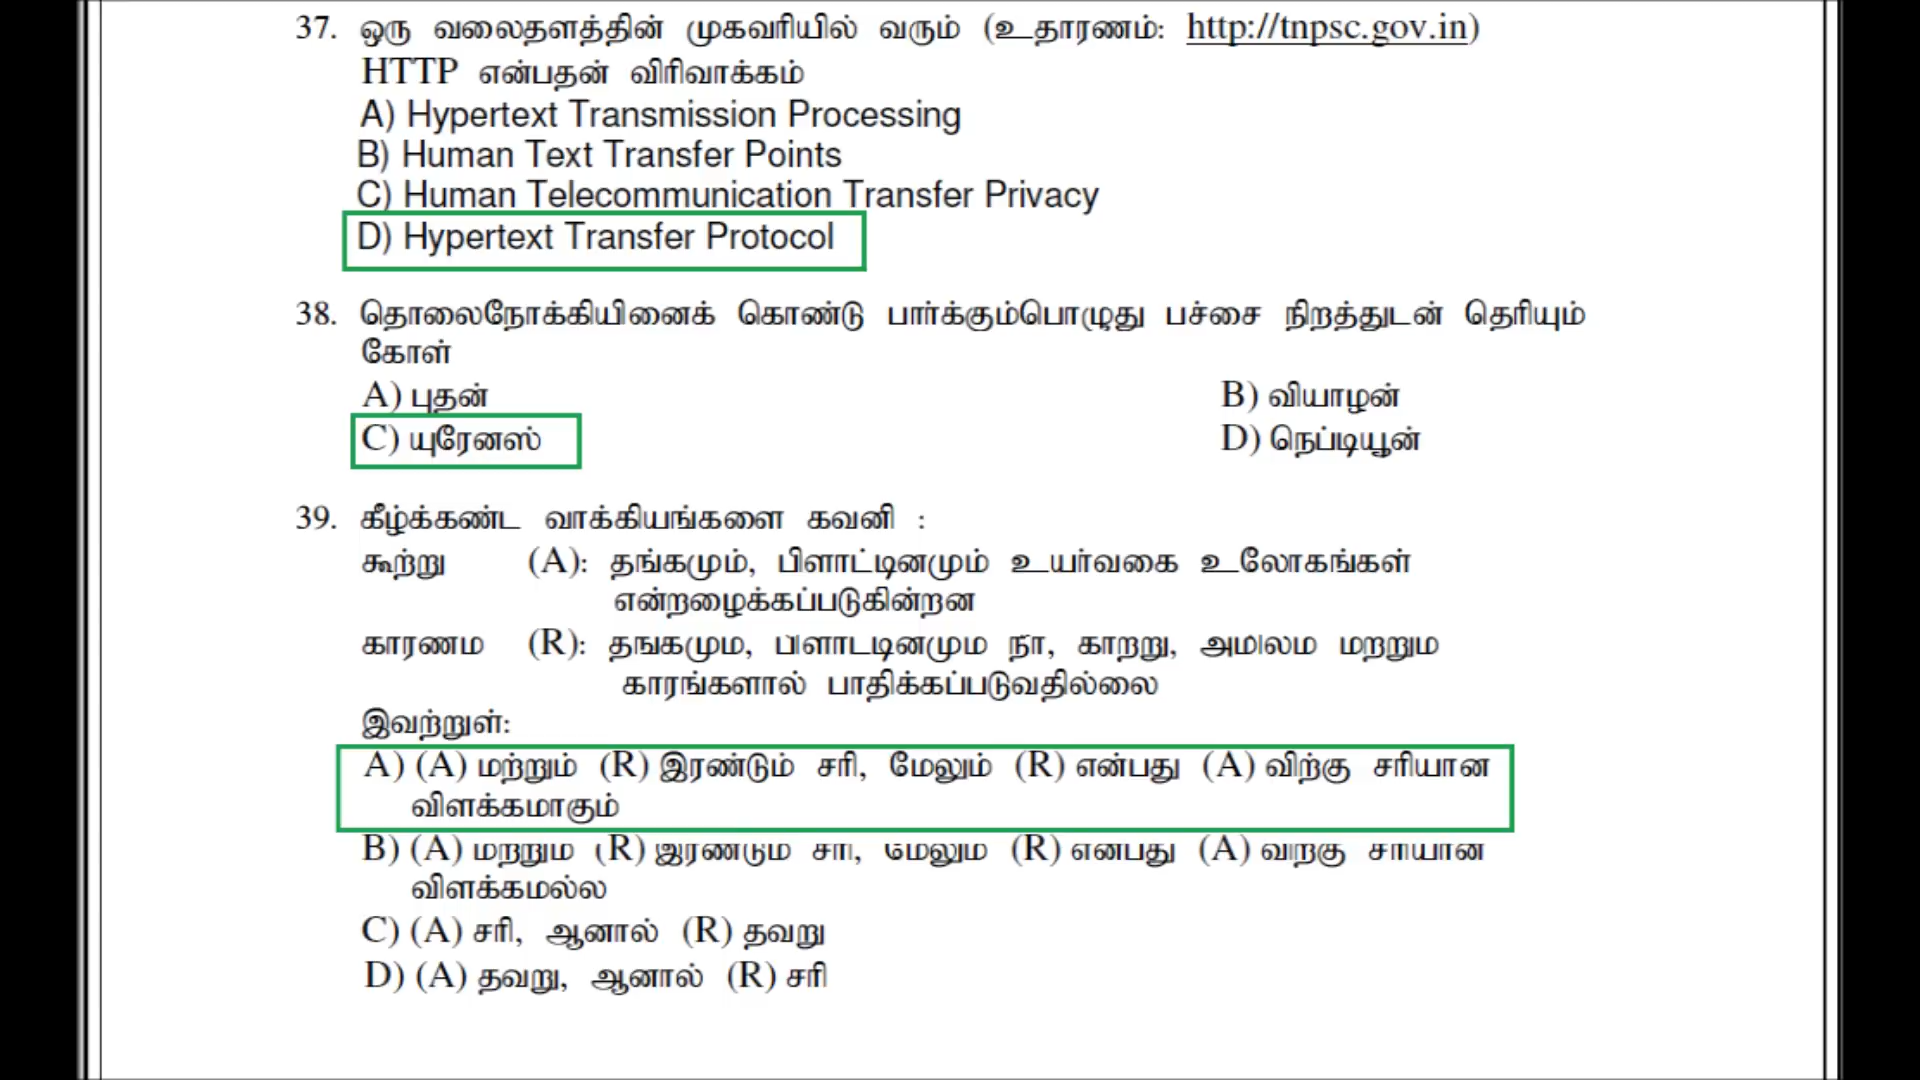 37. ஒரு வலைதளத்தின் முகவரியில் வரும் (உதாரணம்: http://tnpsc.gov.in)
HTTP என்பதன் விரிவாக்கம்
A) Hypertext Transmission Processing
B) Human Text Transfer Points
C) Human Telecommunication Transfer Privacy
D) Hypertext Transfer Protocol
38. தொலைநோக்கியினைக் கொண்டு பார்க்கும்பொழுது பச்சை நிறத்துடன் தெரியும்
கோள்
A) புதன் B) வியாழன்
C) யுரேனஸ் D) நெப்டியூன்
39. கீழ்க்கண்ட வாக்கியங்களை கவனி :
கூற்று (A): தங்கமும், பிளாட்டினமும் உயர்வகை உலோகங்கள்
என்றழைக்கப்படுகின்றன
காரணம் (R): தங்கமும், பிளாட்டினமும் நீர், காற்று, அமிலம் மற்றும்
காரங்களால் பாதிக்கப்படுவதில்லை
இவற்றுள்:
A) (A) மற்றும் (R) இரண்டும் சரி, மேலும் (R) என்பது (A) விற்கு சரியான
விளக்கமாகும்
B) (A) மற்றும் (R) இரண்டும் சரி, மேலும் (R) என்பது (A) விற்கு சரியான
விளக்கமல்ல
C) (A) சரி, ஆனால் (R) தவறு
D) (A) தவறு, ஆனால் (R) சரி